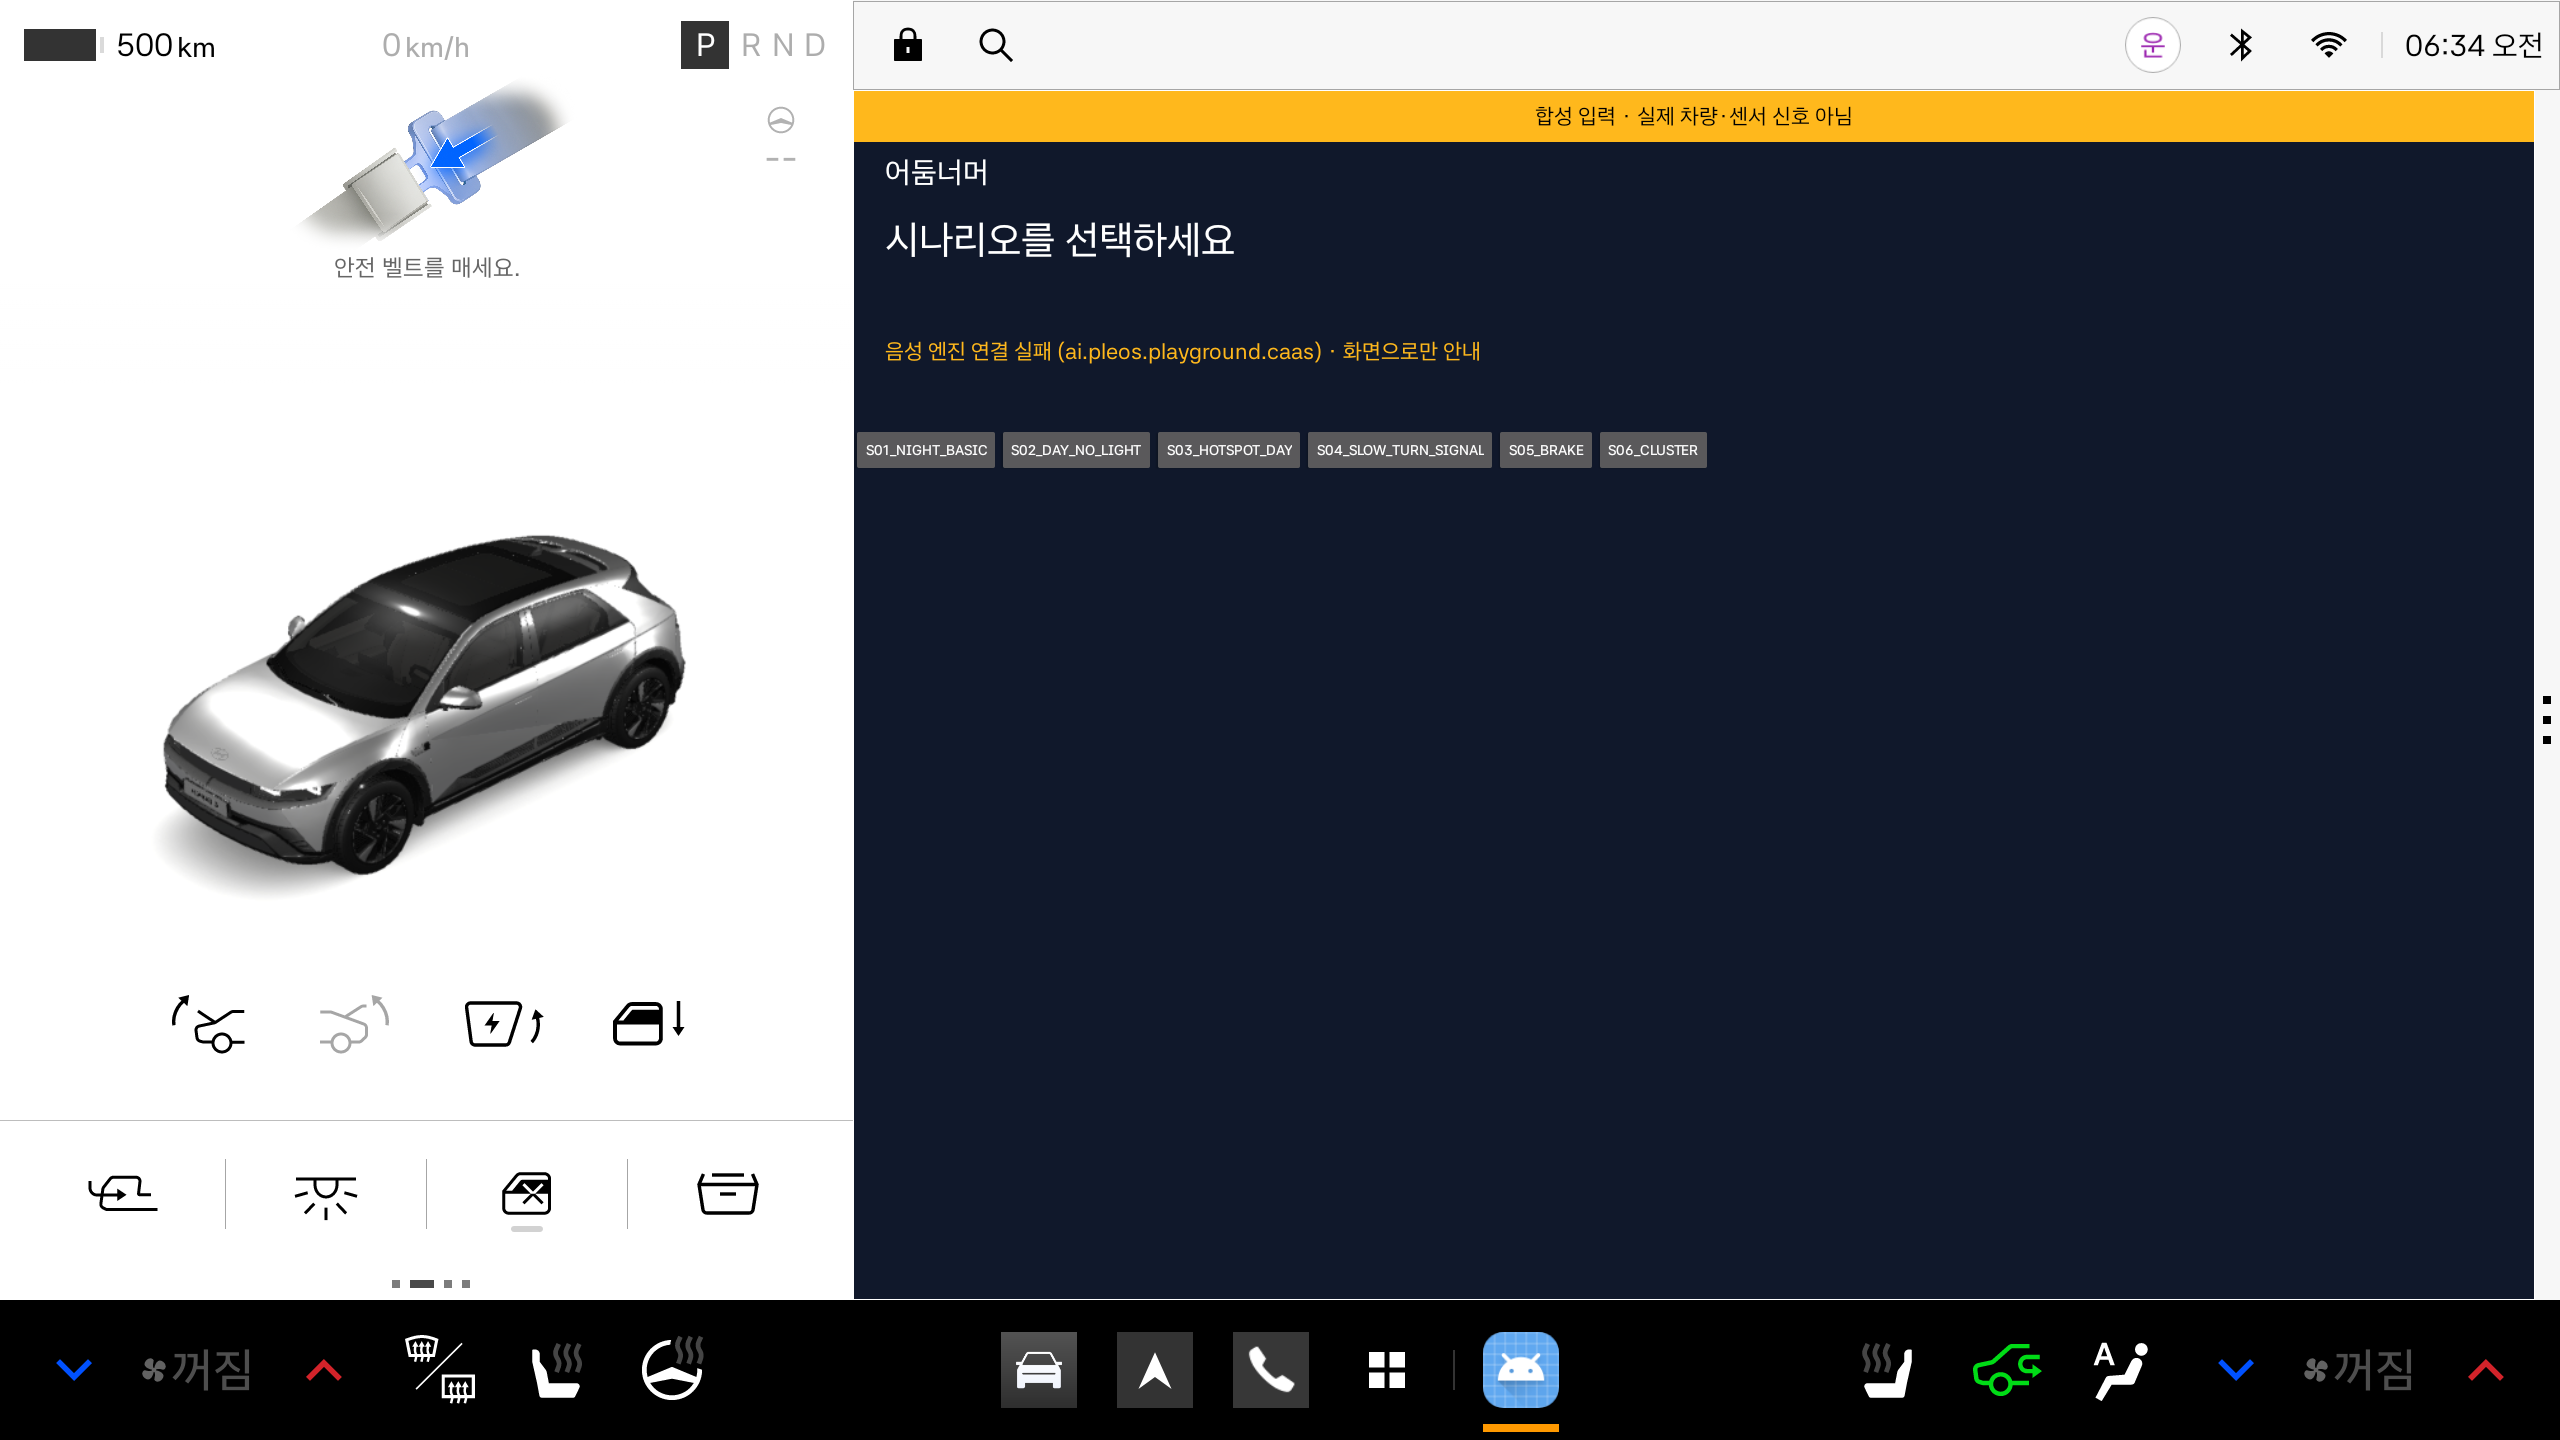 500 km
0 km/h
P R N D
06:34 오전
운
안전 벨트를 매세요.
합성 입력 · 실제 차량·센서 신호 아님
어둠너머
시나리오를 선택하세요
음성 엔진 연결 실패 (ai.pleos.playground.caas) · 화면으로만 안내
S01_NIGHT_BASIC
S02_DAY_NO_LIGHT
S03_HOTSPOT_DAY
S04_SLOW_TURN_SIGNAL
S05_BRAKE
S06_CLUSTER
꺼짐
A
꺼짐